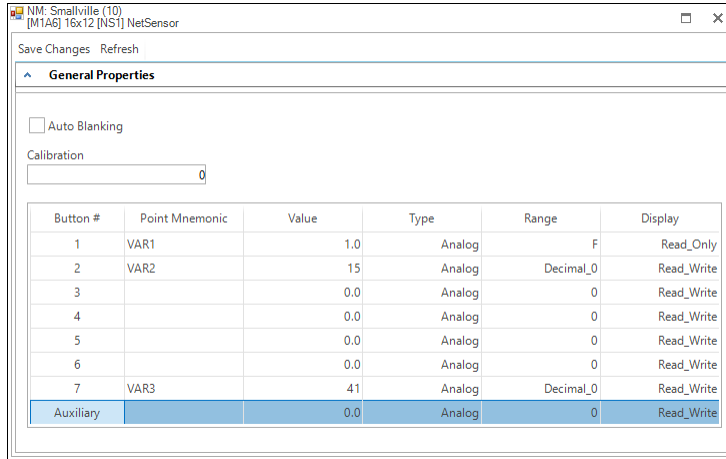 NM: Smallville (10)
[M1A6] 16x12 [NS1] NetSensor
Save Changes Refresh
General Properties
Auto Blanking
Calibration
0
Button # Point Mnemonic Value Type Range Display
1 VAR1 1.0 Analog F Read_Only
2 VAR2 15 Analog Decimal_0 Read_Write
3 0.0 Analog 0 Read_Write
4 0.0 Analog 0 Read_Write
5 0.0 Analog 0 Read_Write
6 0.0 Analog 0 Read_Write
7 VAR3 41 Analog Decimal_0 Read_Write
Auxiliary 0.0 Analog 0 Read_Write